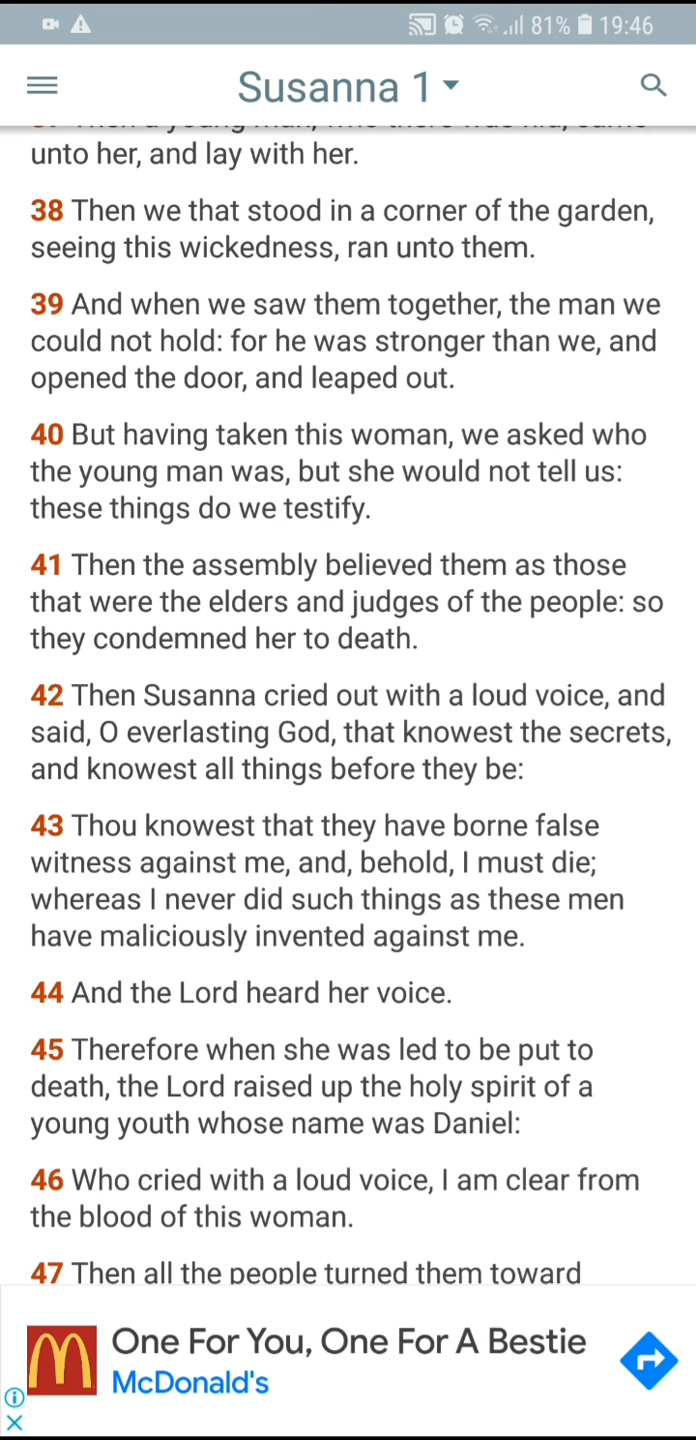 81% 19:46
Susanna 1
unto her, and lay with her.
38 Then we that stood in a corner of the garden,
seeing this wickedness, ran unto them.
39 And when we saw them together, the man we
could not hold: for he was stronger than we, and
opened the door, and leaped out.
40 But having taken this woman, we asked who
the young man was, but she would not tell us:
these things do we testify.
41 Then the assembly believed them as those
that were the elders and judges of the people: so
they condemned her to death.
42 Then Susanna cried out with a loud voice, and
said, O everlasting God, that knowest the secrets,
and knowest all things before they be:
43 Thou knowest that they have borne false
witness against me, and, behold, I must die;
whereas I never did such things as these men
have maliciously invented against me.
44 And the Lord heard her voice.
45 Therefore when she was led to be put to
death, the Lord raised up the holy spirit of a
young youth whose name was Daniel:
46 Who cried with a loud voice, I am clear from
the blood of this woman.
47 Then all the people turned them toward
One For You, One For A Bestie
McDonald's